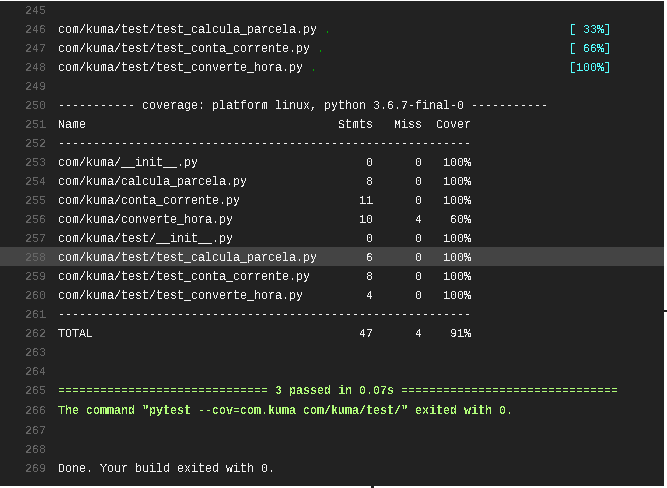 245
246 com/kuma/test/test_calcula_parcela.py . [ 33%]
247 com/kuma/test/test_conta_corrente.py . [ 66%]
248 com/kuma/test/test_converte_hora.py . [100%]
249
250 ----------- coverage: platform linux, python 3.6.7-final-0 -----------
251 Name Stmts Miss Cover
252 -----------------------------------------------------------
253 com/kuma/__init__.py 0 0 100%
254 com/kuma/calcula_parcela.py 8 0 100%
255 com/kuma/conta_corrente.py 11 0 100%
256 com/kuma/converte_hora.py 10 4 60%
257 com/kuma/test/__init__.py 0 0 100%
258 com/kuma/test/test_calcula_parcela.py 6 0 100%
259 com/kuma/test/test_conta_corrente.py 8 0 100%
260 com/kuma/test/test_converte_hora.py 4 0 100%
261 -----------------------------------------------------------
262 TOTAL 47 4 91%
263
264
265 ============================== 3 passed in 0.07s ===============================
266 The command "pytest --cov=com.kuma com/kuma/test/" exited with 0.
267
268
269 Done. Your build exited with 0.